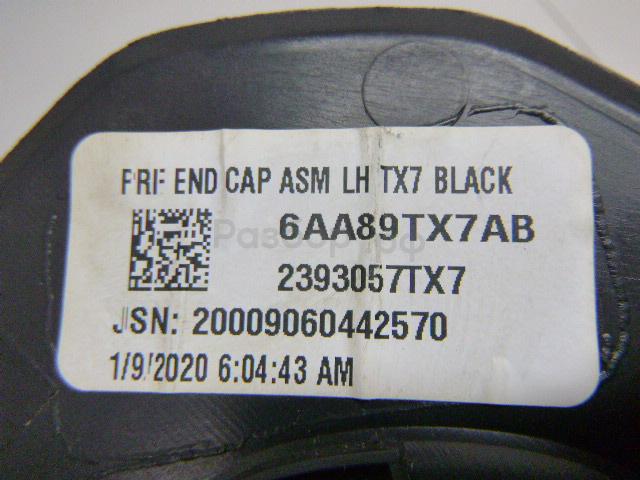 PRF END CAP ASM LH TX7 BLACK
6AA89TX7AB
2393057TX7
JSN: 20009060442570
1/9/2020 6:04:43 AM